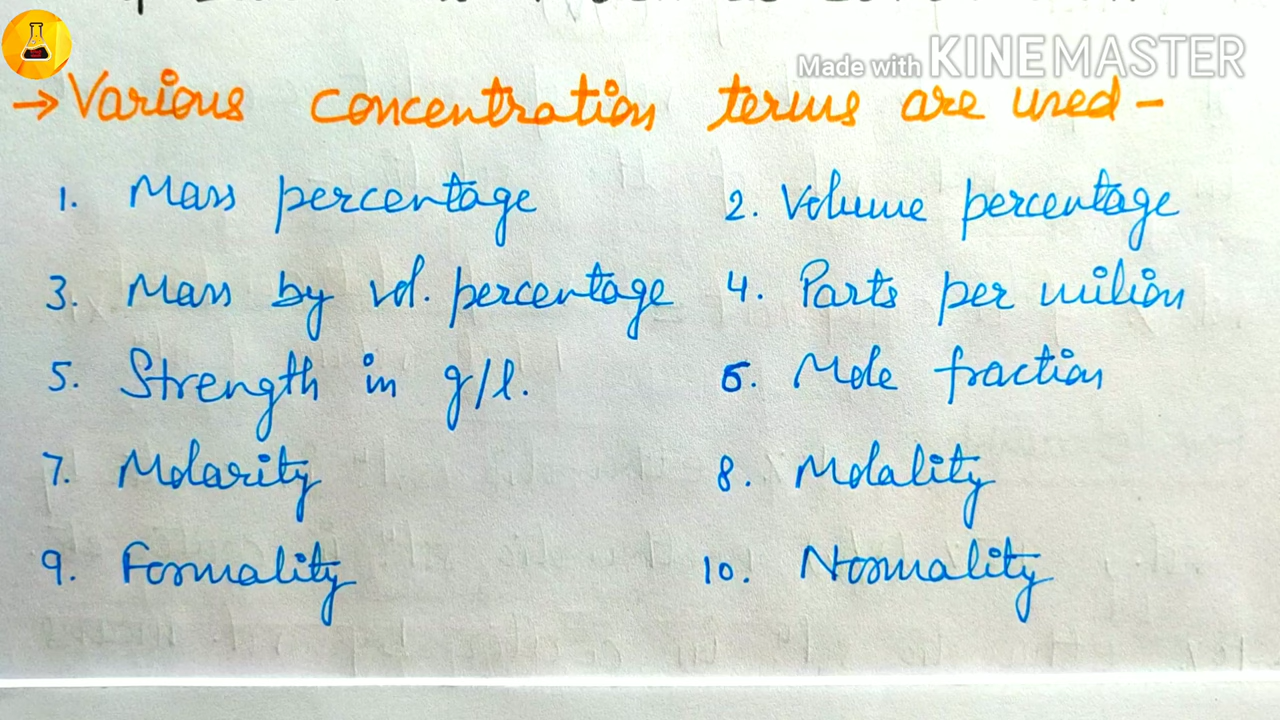 Made with KINEMASTER
→ Various concentration terms are used -
1. Mass percentage 2. Volume percentage
3. Mass by vol. percentage 4. Parts per milion
5. Strength in g/l. 6. Mole fraction
7. Molarity 8. Molality
9. Formality 10. Normality